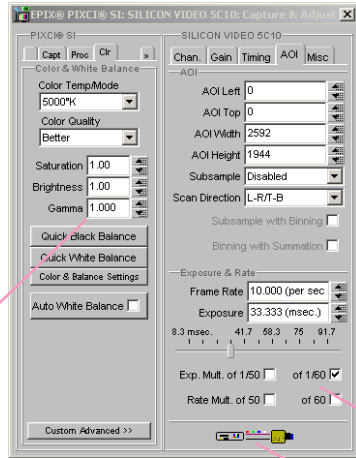 EPIX® PIXCI® SI: SILICON VIDEO 5C10: Capture & Adjust
PIXCI® SI
Capt Proc Clr »
Color & White Balance
Color Temp/Mode
5000°K
Color Quality
Better
Saturation 1.00
Brightness 1.00
Gamma 1.000
Quick Black Balance
Quick White Balance
Color & Balance Settings
Auto White Balance
Custom Advanced >>
SILICON VIDEO 5C10
Chan. Gain Timing AOI Misc
AOI
AOI Left 0
AOI Top 0
AOI Width 2592
AOI Height 1944
Subsample Disabled
Scan Direction L-R/T-B
Subsample with Binning
Binning with Summation
Exposure & Rate
Frame Rate 10.000 (per sec
Exposure 33.333 (msec.)
8.3 msec. 41.7 58.3 75 91.7
Exp. Mult. of 1/50 of 1/60
Rate Mult. of 50 of 60